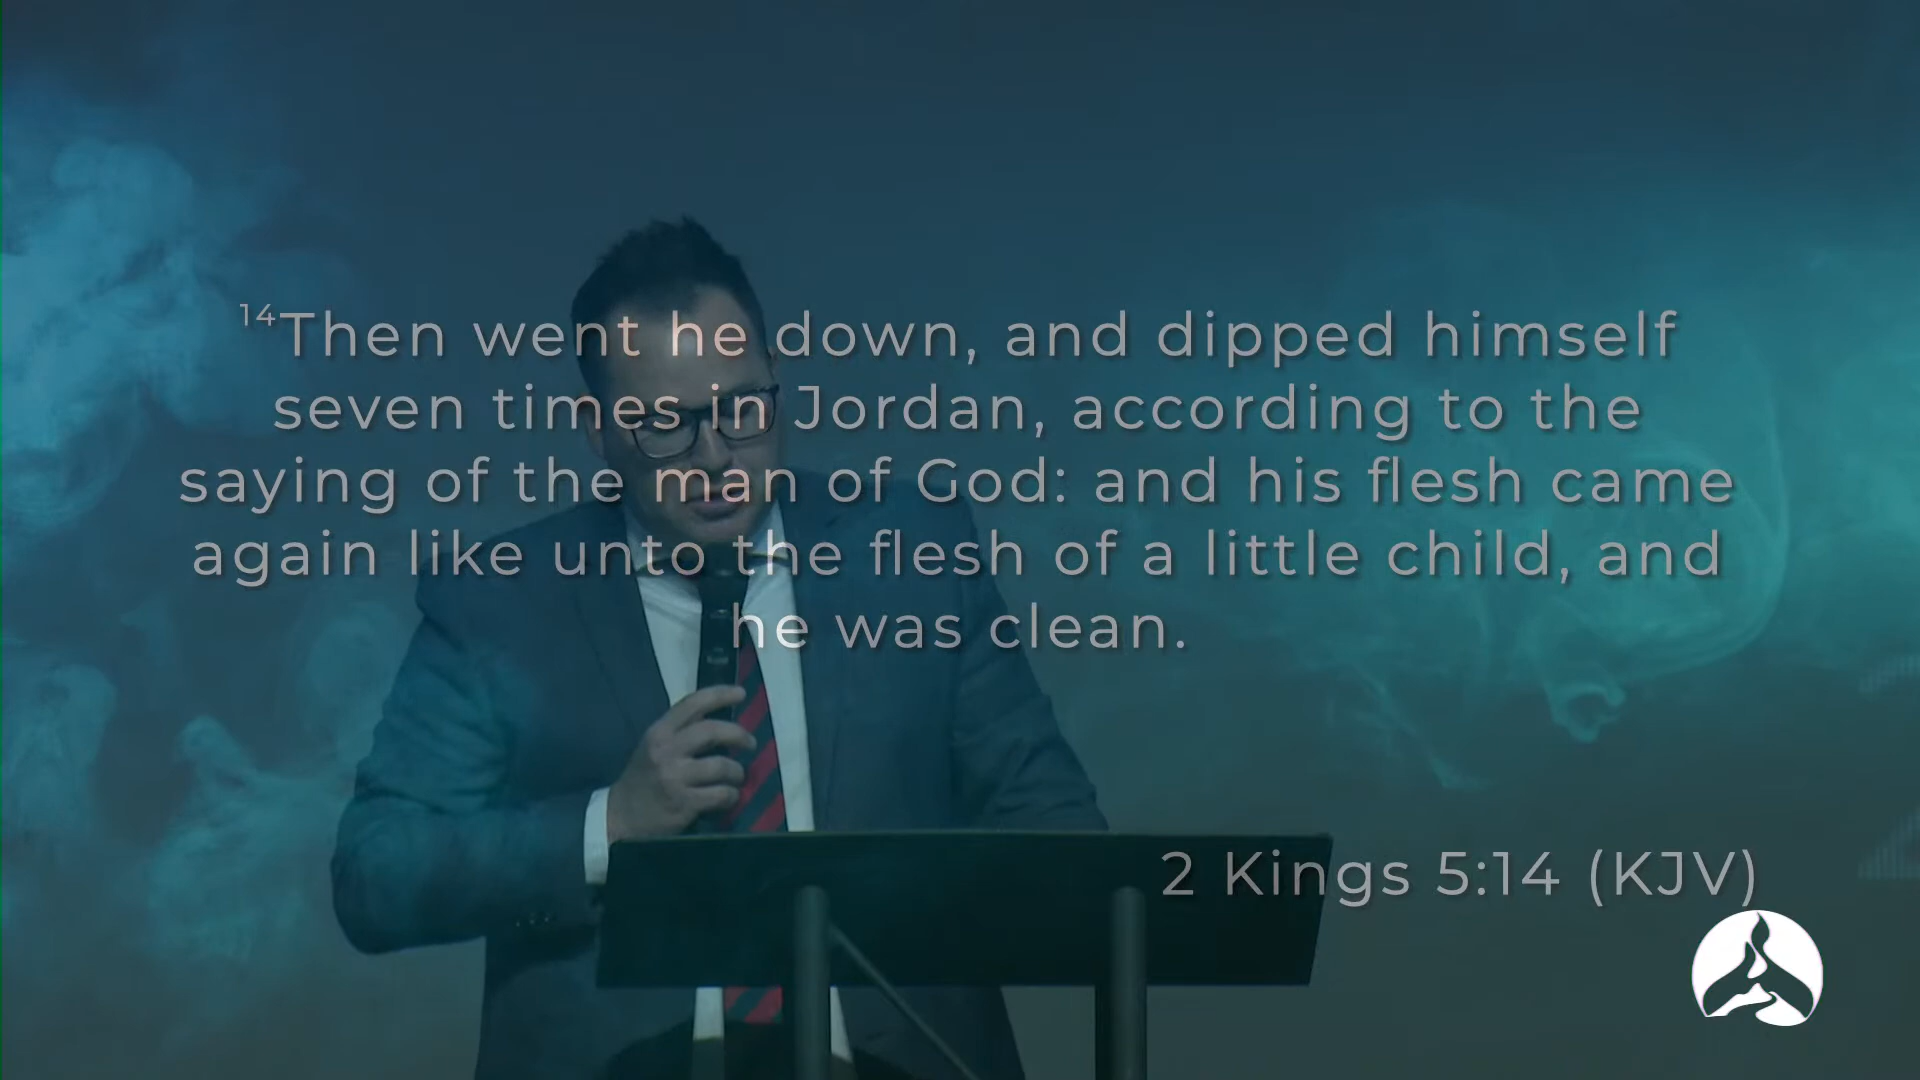 14Then went he down, and dipped himself
seven times in Jordan, according to the
saying of the man of God: and his flesh came
again like unto the flesh of a little child, and
he was clean.
2 Kings 5:14 (KJV)